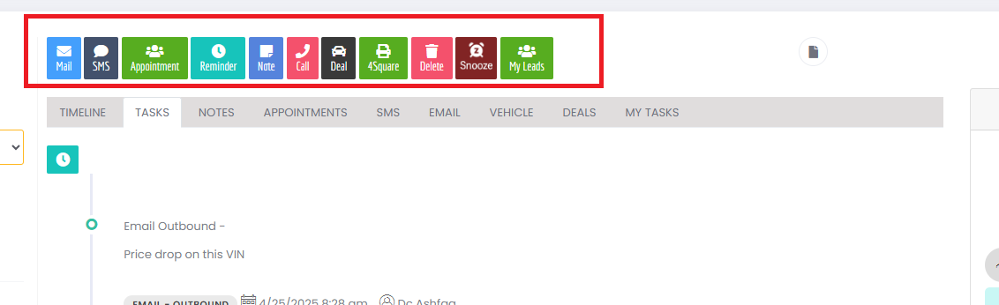 Mail SMS Appointment Reminder Note Call Deal 4Square Delete Snooze My Leads
TIMELINE TASKS NOTES APPOINTMENTS SMS EMAIL VEHICLE DEALS MY TASKS
Email Outbound -
Price drop on this VIN
EMAIL - OUTBOUND 4/25/2025 8:28 am Dc Ashfaq